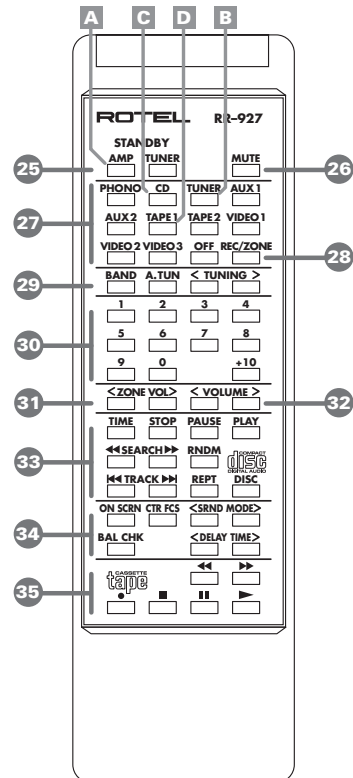 A C D B
ROTEL RR–927
STANDBY
25 AMP TUNER MUTE 26
PHONO CD TUNER AUX 1
27 AUX 2 TAPE 1 TAPE 2 VIDEO 1
VIDEO 2 VIDEO 3 OFF REC/ZONE 28
29 BAND A.TUN < TUNING >
1 2 3 4
30 5 6 7 8
9 0 +10
31 <ZONE VOL> < VOLUME > 32
TIME STOP PAUSE PLAY
33 ◀◀SEARCH▶▶ RNDM COMPACT disc DIGITAL AUDIO
|◀◀ TRACK ▶▶| REPT DISC
34 ON SCRN CTR FCS <SRND MODE>
BAL CHK <DELAY TIME>
35 CASSETTE tape ◀◀ ▶▶
● ■ ▮▮ ▶